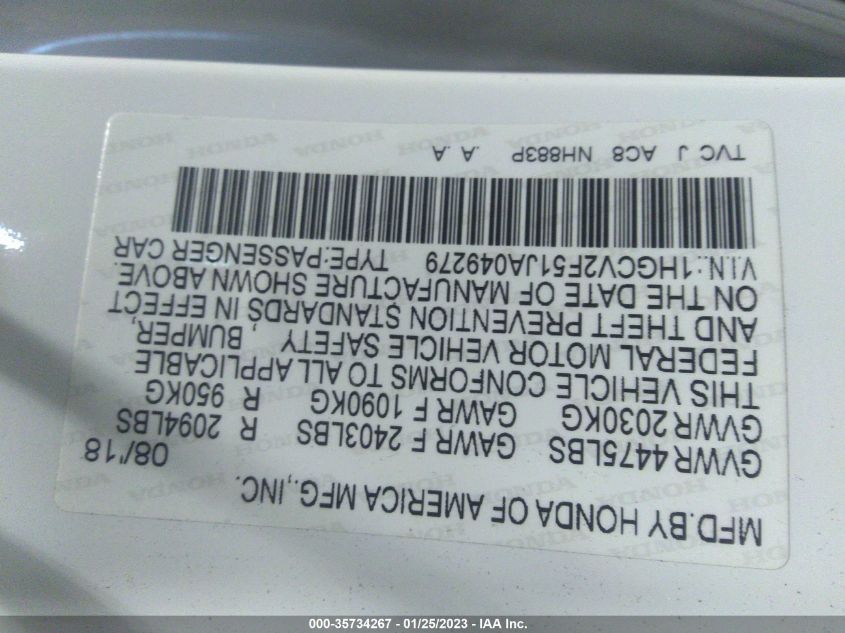 MFD.BY HONDA OF AMERICA MFG.,INC.
08/'18
GVWR 4475LBS GAWR F 2403LBS R 2094LBS
GVWR 2030KG GAWR F 1090KG R 950KG
THIS VEHICLE CONFORMS TO ALL APPLICABLE
FEDERAL MOTOR VEHICLE SAFETY , BUMPER,
AND THEFT PREVENTION STANDARDS IN EFFECT
ON THE DATE OF MANUFACTURE SHOWN ABOVE.
V.I.N.: 1HGCV2F51JA049279 TYPE:PASSENGER CAR
TVC J AC8 NH883P .A .A
000-35734267 - 01/25/2023 - IAA Inc.